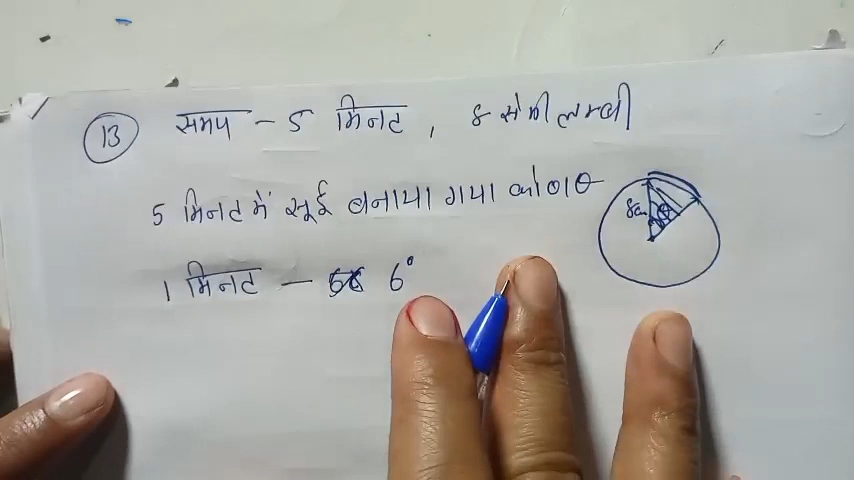 13 समय - 5 मिनट, 8 सेमी लम्बी
5 मिनट में सूई बनाया गया कोण θ
8cm θ
1 मिनट - 6°